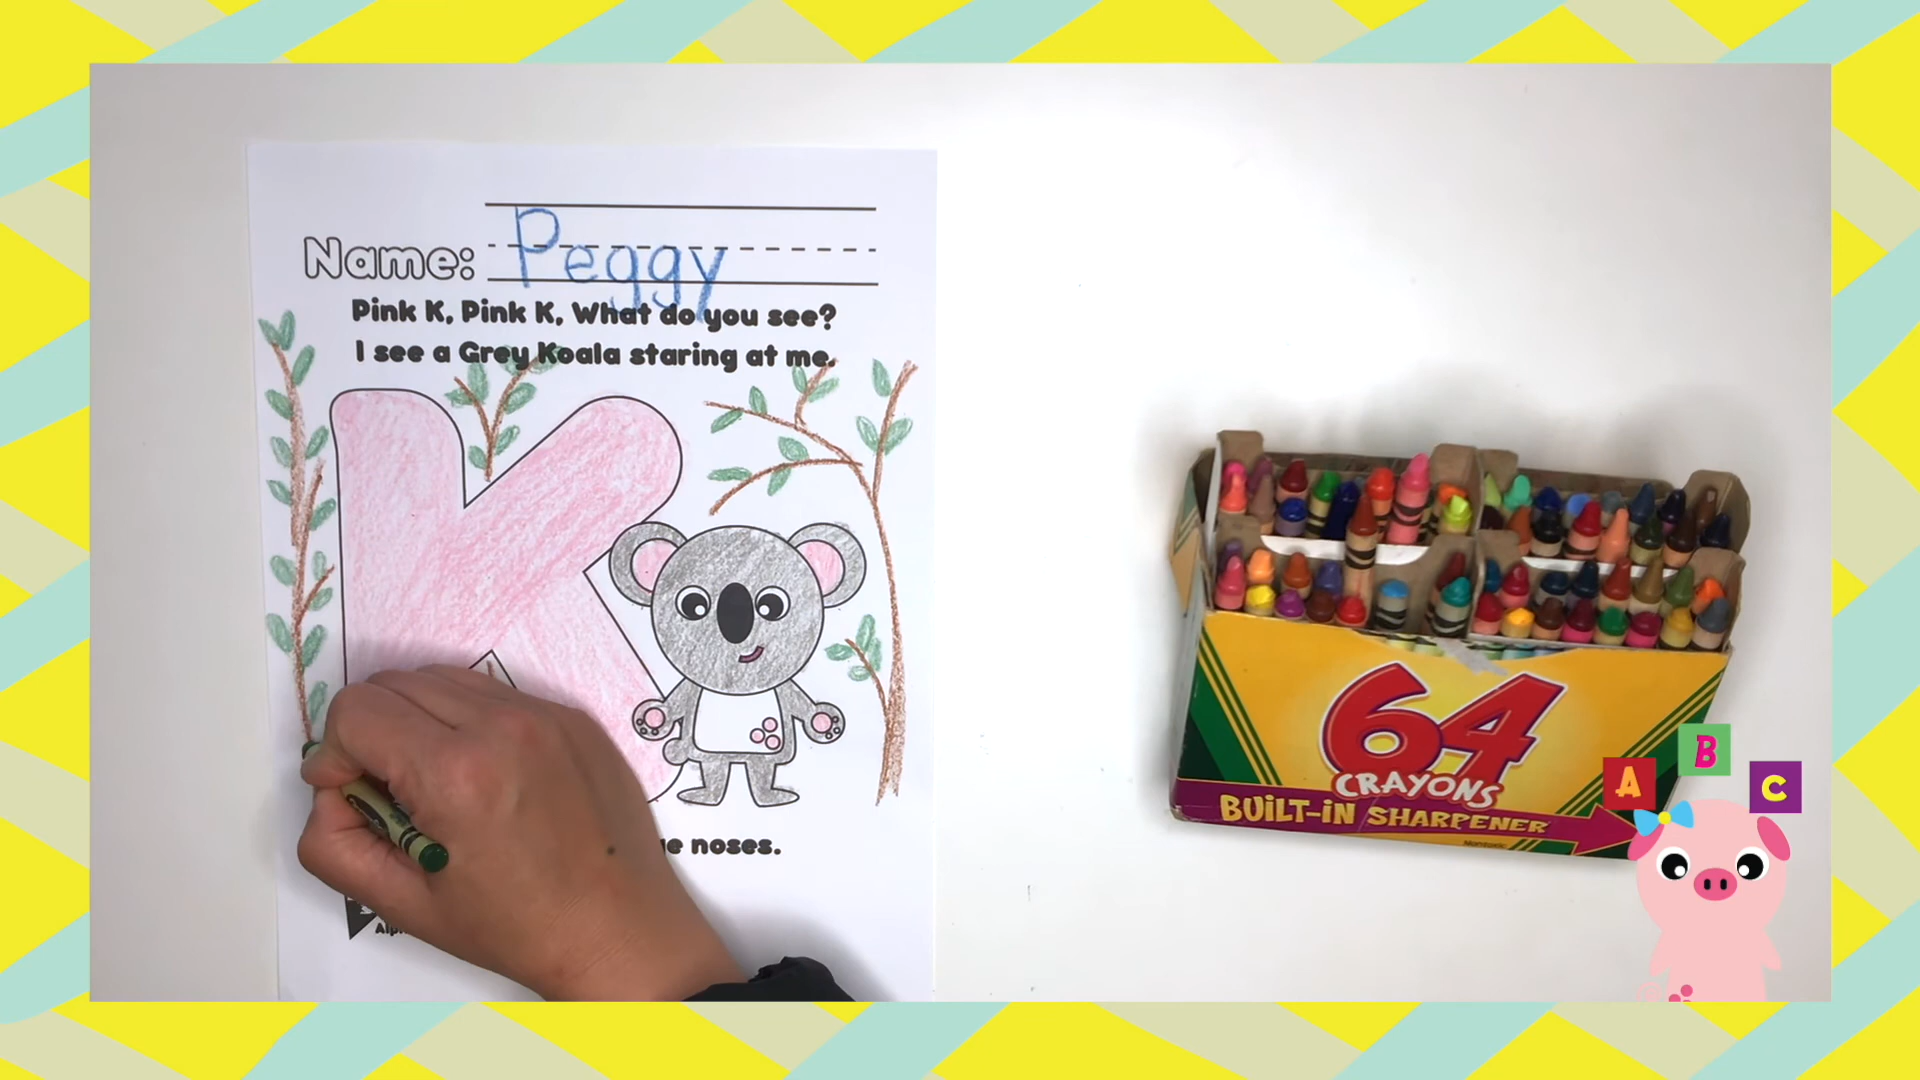 Name: Peggy
Pink K, Pink K, What do you see?
I see a Grey Koala staring at me.
K
noses.
64
CRAYONS
BUILT-IN SHARPENER
Nontoxic
A B C